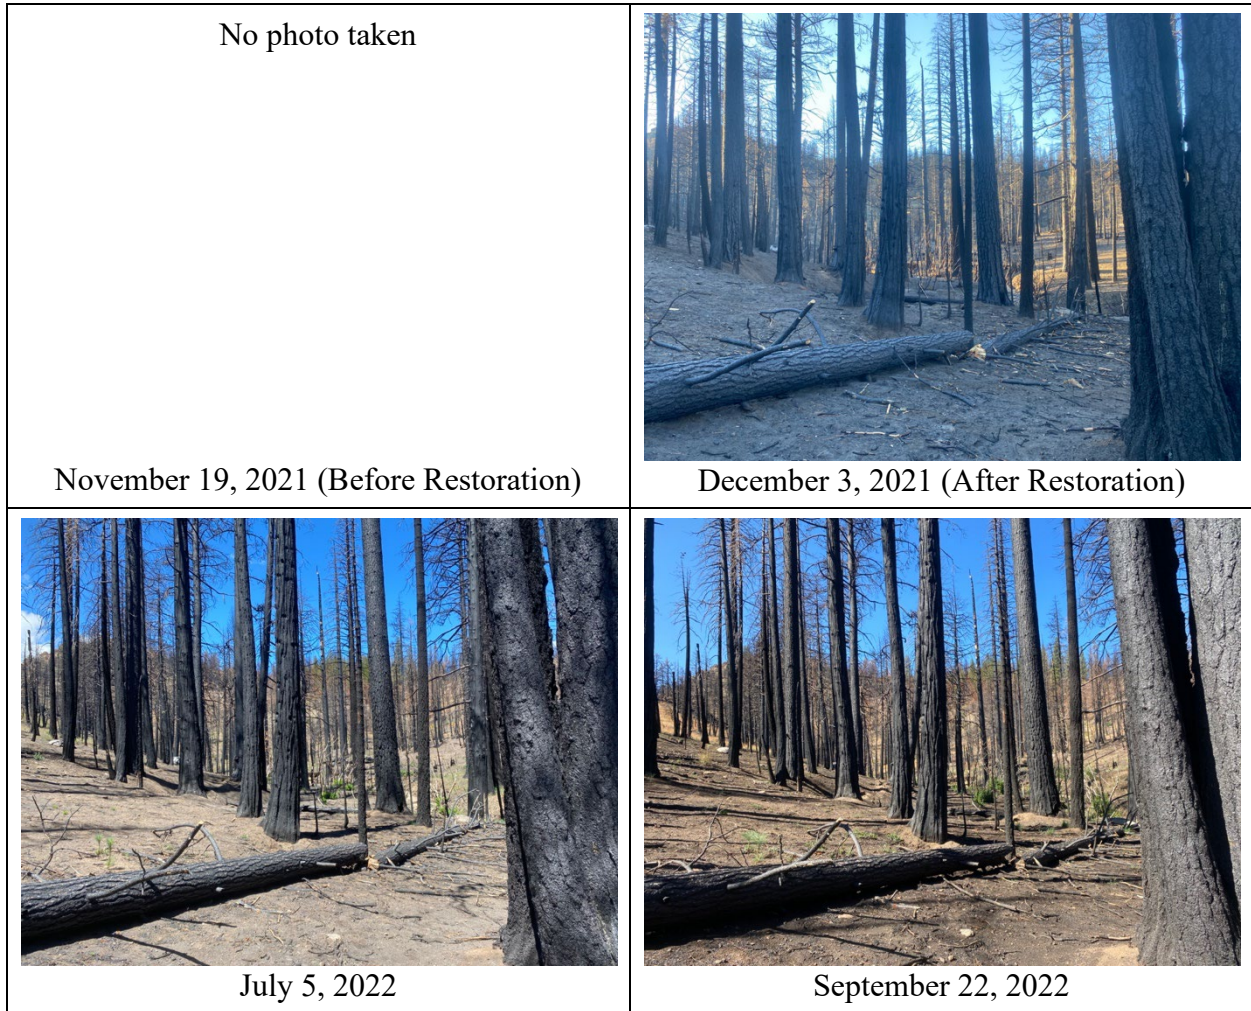 No photo taken
November 19, 2021 (Before Restoration)
December 3, 2021 (After Restoration)
July 5, 2022
September 22, 2022